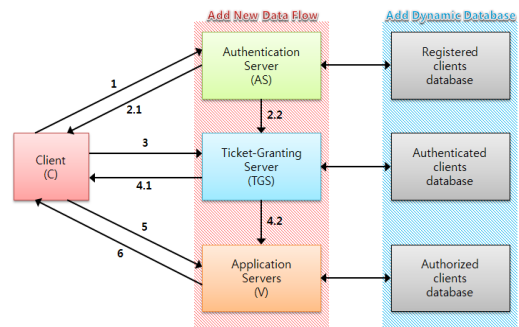 Add New Data Flow
Add Dynamic Database
Authentication
Server
(AS)
Registered
clients
database
1
2.1
2.2
Client
(C)
3
4.1
Ticket-Granting
Server
(TGS)
Authenticated
clients
database
4.2
5
6
Application
Servers
(V)
Authorized
clients
database